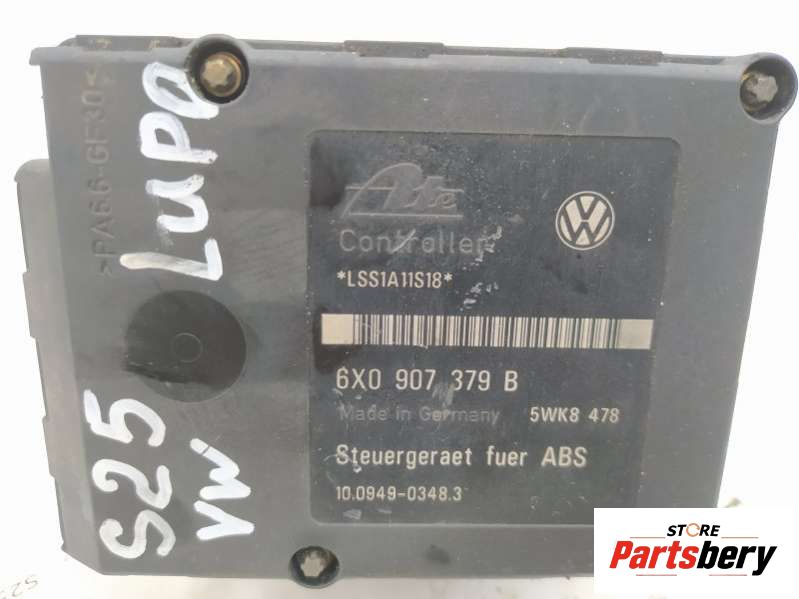 >PA6.6-GF30<
LUPO
S25
VW
Ate
Controller
*LSS1A11S18*
6X0 907 379 B
Made in Germany 5WK8 478
Steuergeraet fuer ABS
10.0949-0348.3
STORE
Partsbery